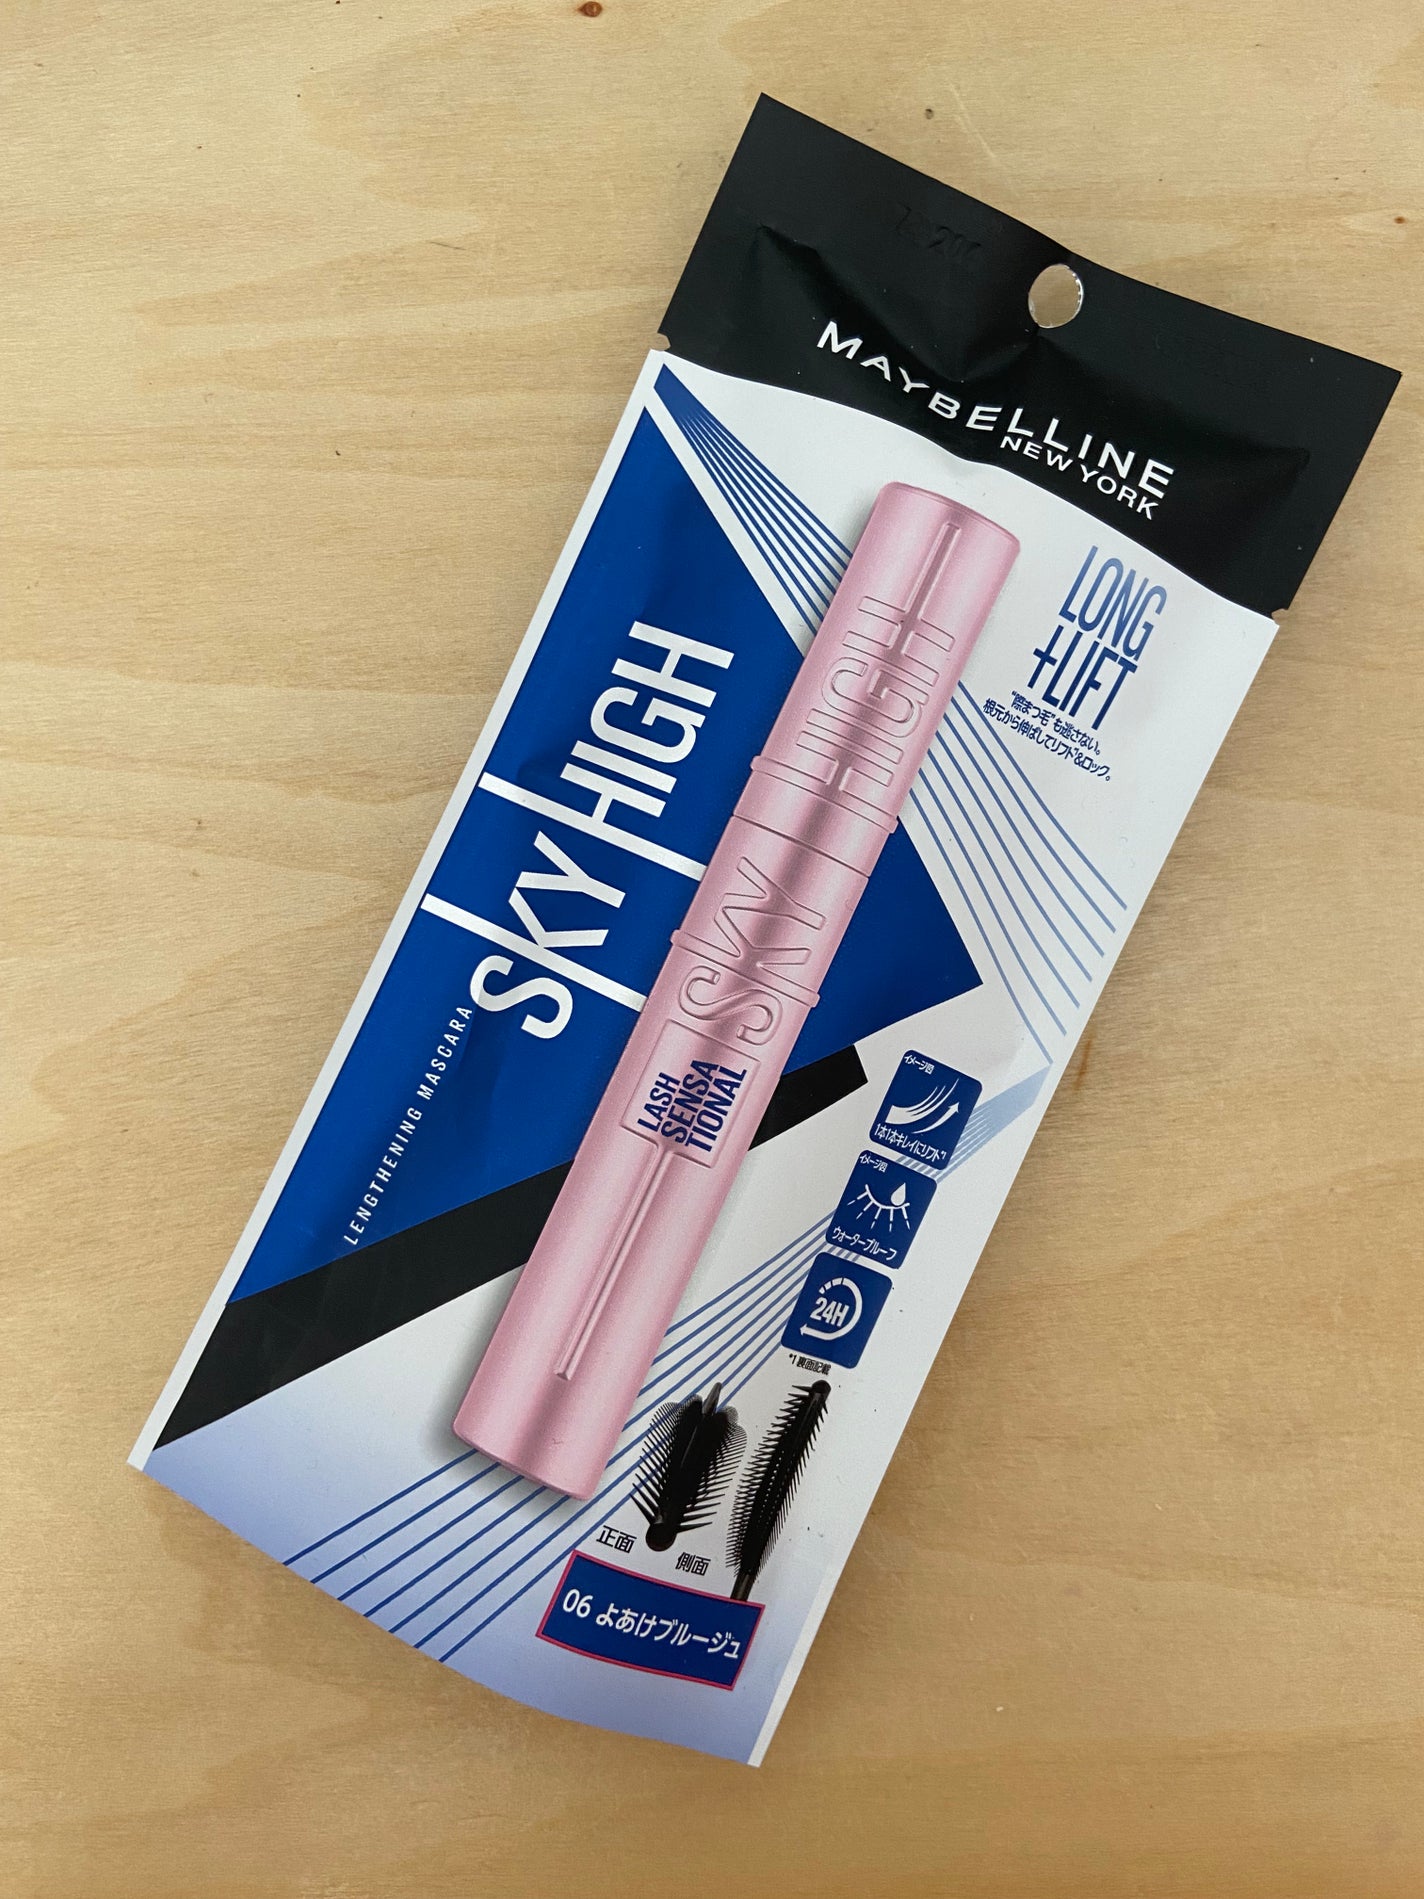 MAYBELLINE
NEW YORK
LONG
+LIFT
"際まつ毛"も逃さない。
根元から伸ばしてリフト*1&ロック。
SKY HIGH
LENGTHENING MASCARA
SKY HIGH
LASH
SENSA
TIONAL
イメージ図
1本1本キレイにリフト*1
イメージ図
ウォータープルーフ
24H
*1 裏面記載
正面
側面
06 よあけブルージュ